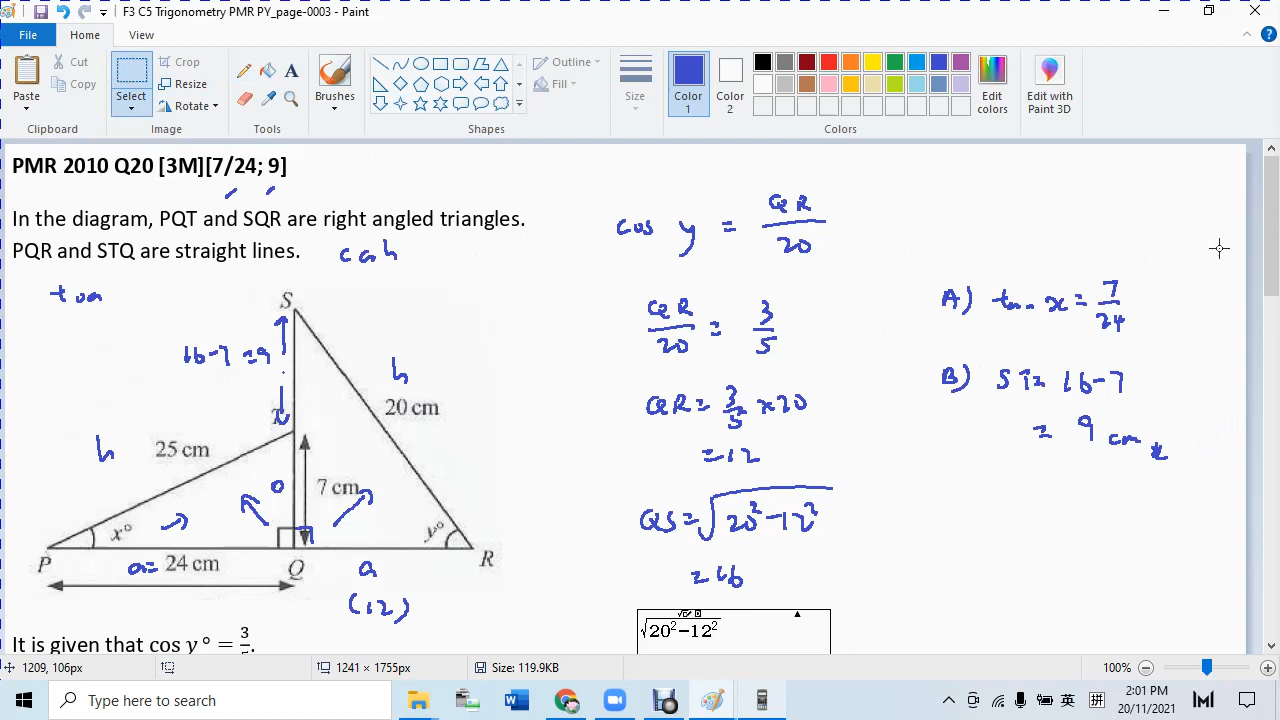 F3 C5 Trigonometry PMR PY_page-0003 - Paint
File Home View
Paste
Cut
Copy
Clipboard
Select
Crop
Resize
Rotate
Image
Tools
Brushes
Shapes
Outline
Fill
Size
Color 1
Color 2
Edit colors
Colors
Edit with Paint 3D
PMR 2010 Q20 [3M][7/24; 9]
In the diagram, PQT and SQR are right angled triangles.
PQR and STQ are straight lines.
cah
toa
S
16-7=9
h
20 cm
T
h
25 cm
o
7 cm
x°
y°
P
a= 24 cm
Q
a
R
(12)
It is given that cos y° = 3/5.
cos y = QR/20
QR/20 = 3/5
QR = 3/5 x20
=12
QS=√20²-12²
=16
√20²−12²
A) tan x = 7/24
B) ST= 16-7
= 9 cm
1209, 106px
1241 × 1755px
Size: 119.9KB
100%
Type here to search
英
拼
2:01 PM
20/11/2021